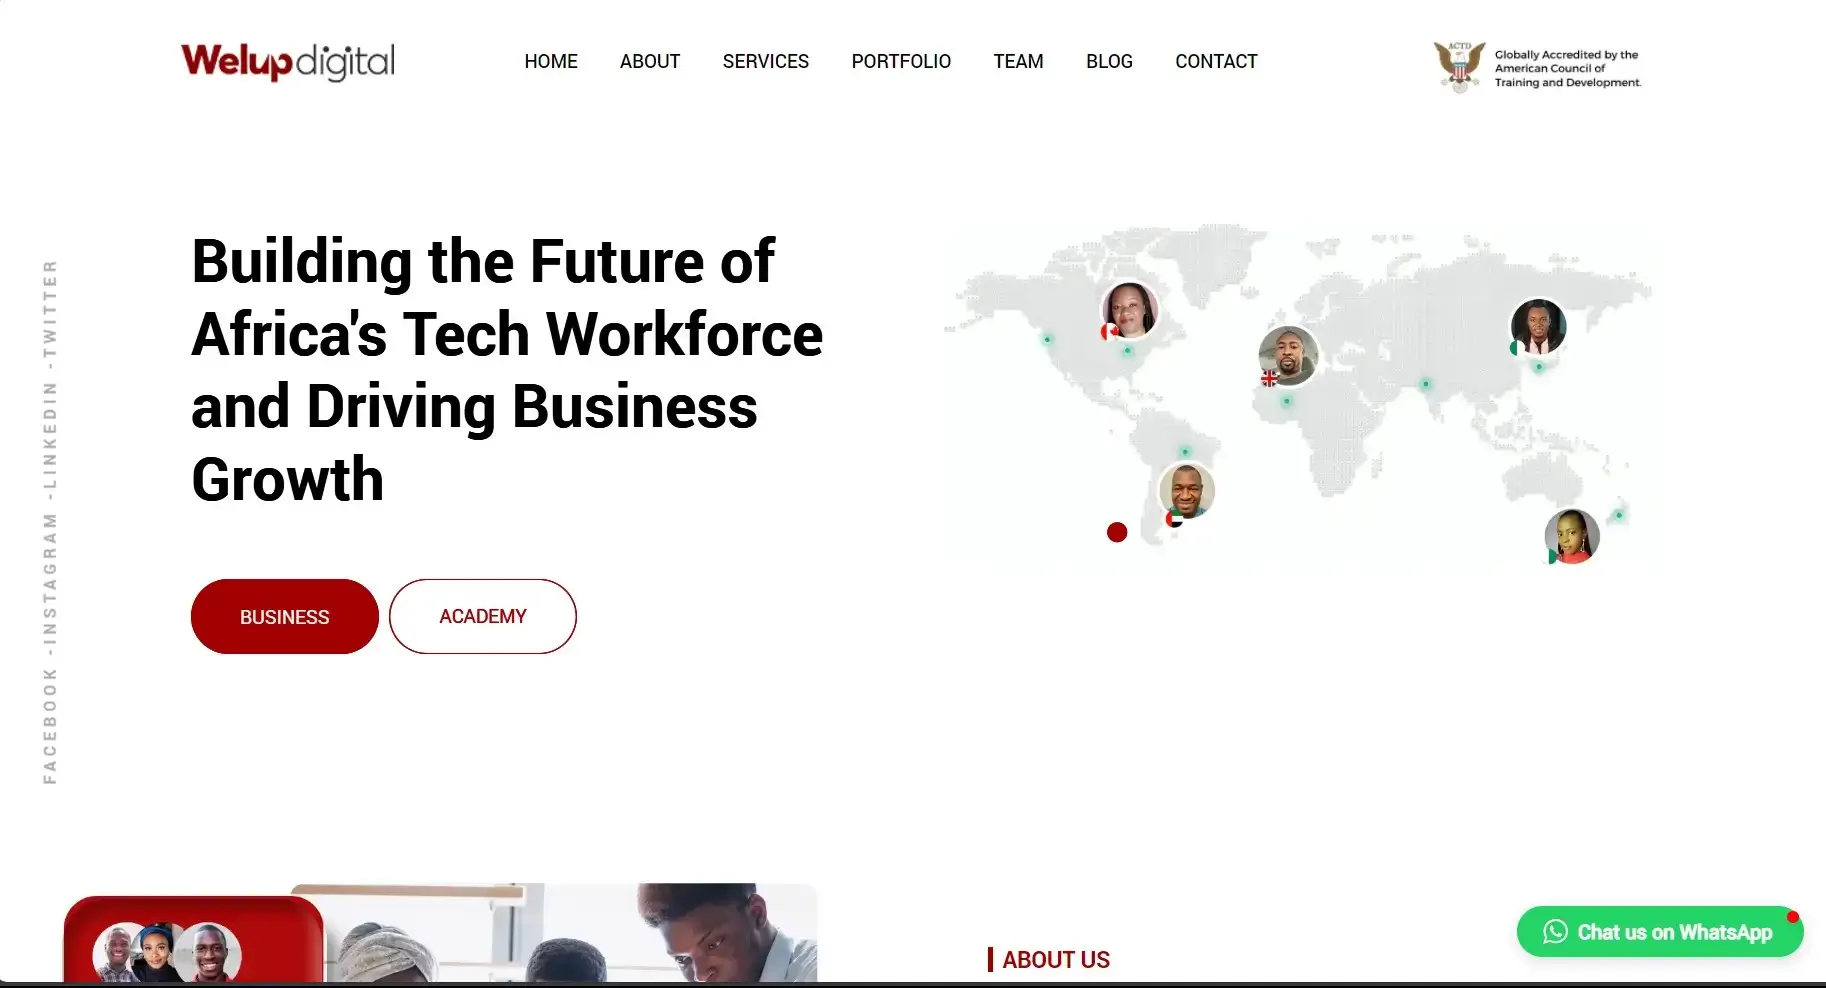 Welupdigital
HOME ABOUT SERVICES PORTFOLIO TEAM BLOG CONTACT
ACTD
Globally Accredited by the
American Council of
Training and Development.
Building the Future of
Africa's Tech Workforce
and Driving Business
Growth
BUSINESS
ACADEMY
FACEBOOK -INSTAGRAM -LINKEDIN -TWITTER
ABOUT US
Chat us on WhatsApp